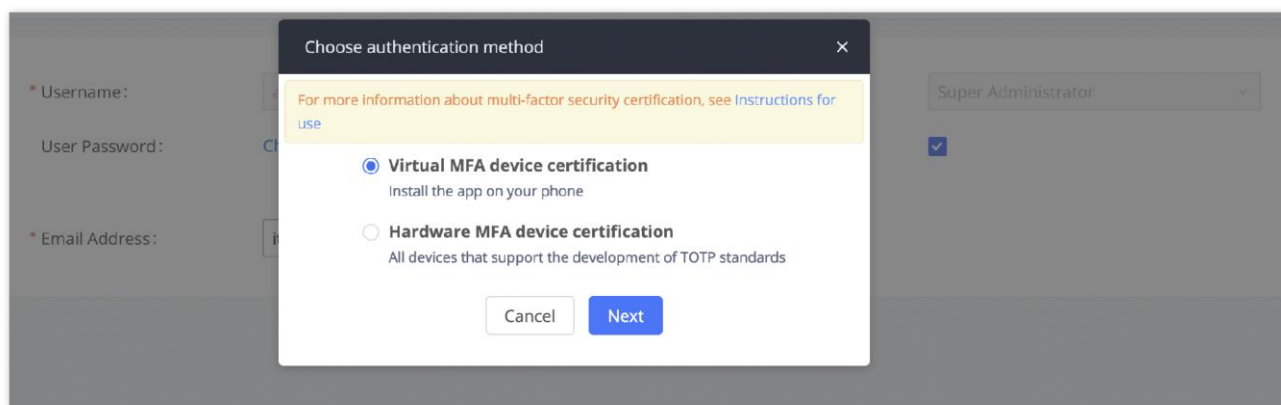 Choose authentication method
* Username:
Super Administrator
For more information about multi-factor security certification, see Instructions for
use
User Password:
Virtual MFA device certification
Install the app on your phone
Hardware MFA device certification
* Email Address:
All devices that support the development of TOTP standards
Cancel
Next